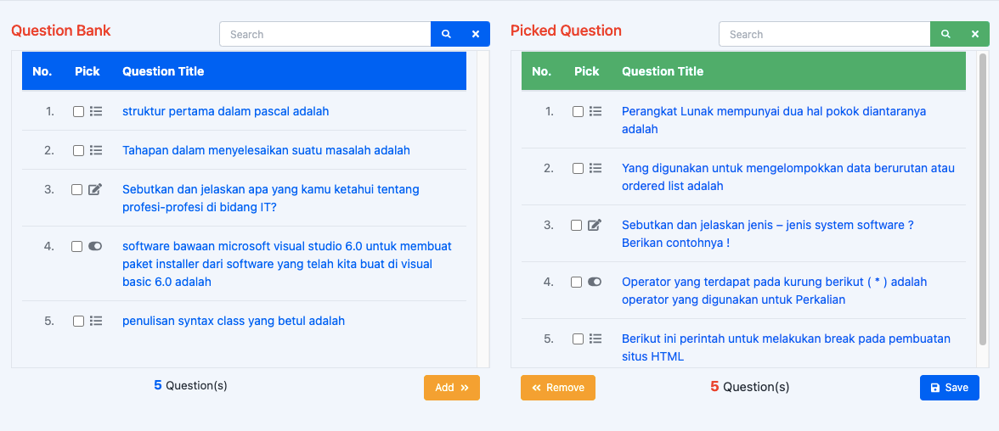 Question Bank
Search
No. Pick Question Title
1. struktur pertama dalam pascal adalah
2. Tahapan dalam menyelesaikan suatu masalah adalah
3. Sebutkan dan jelaskan apa yang kamu ketahui tentang
profesi-profesi di bidang IT?
4. software bawaan microsoft visual studio 6.0 untuk membuat
paket installer dari software yang telah kita buat di visual
basic 6.0 adalah
5. penulisan syntax class yang betul adalah
5 Question(s)
Add
Picked Question
Search
No. Pick Question Title
1. Perangkat Lunak mempunyai dua hal pokok diantaranya
adalah
2. Yang digunakan untuk mengelompokkan data berurutan atau
ordered list adalah
3. Sebutkan dan jelaskan jenis – jenis system software ?
Berikan contohnya !
4. Operator yang terdapat pada kurung berikut ( * ) adalah
operator yang digunakan untuk Perkalian
5. Berikut ini perintah untuk melakukan break pada pembuatan
situs HTML
Remove
5 Question(s)
Save